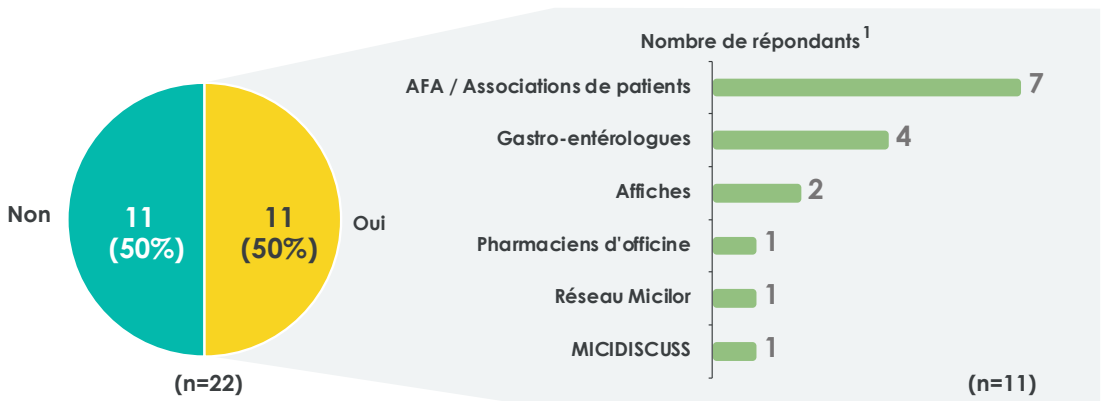 Nombre de répondants1
AFA / Associations de patients 7
Gastro-entérologues 4
Affiches 2
Pharmaciens d'officine 1
Réseau Micilor 1
MICIDISCUSS 1
Non
11
(50%)
11
(50%)
Oui
(n=22)
(n=11)